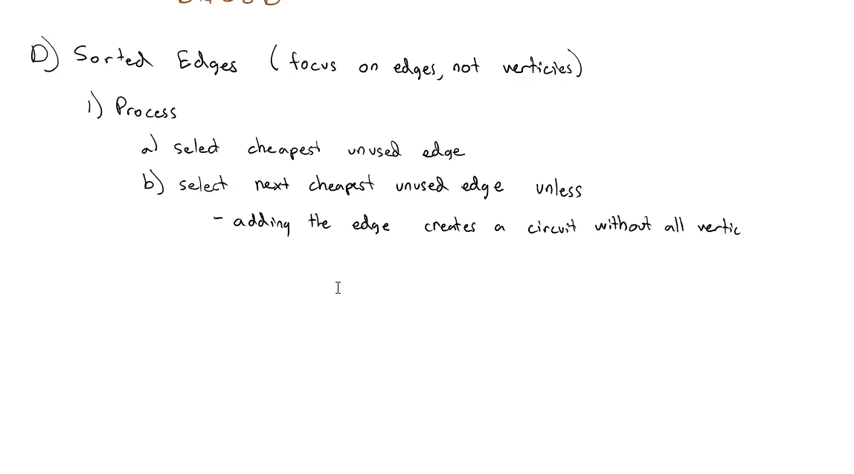 D) Sorted Edges (focus on edges, not verticies)
1) Process
a) select cheapest unused edge
b) select next cheapest unused edge unless
- adding the edge creates a circuit without all vertic